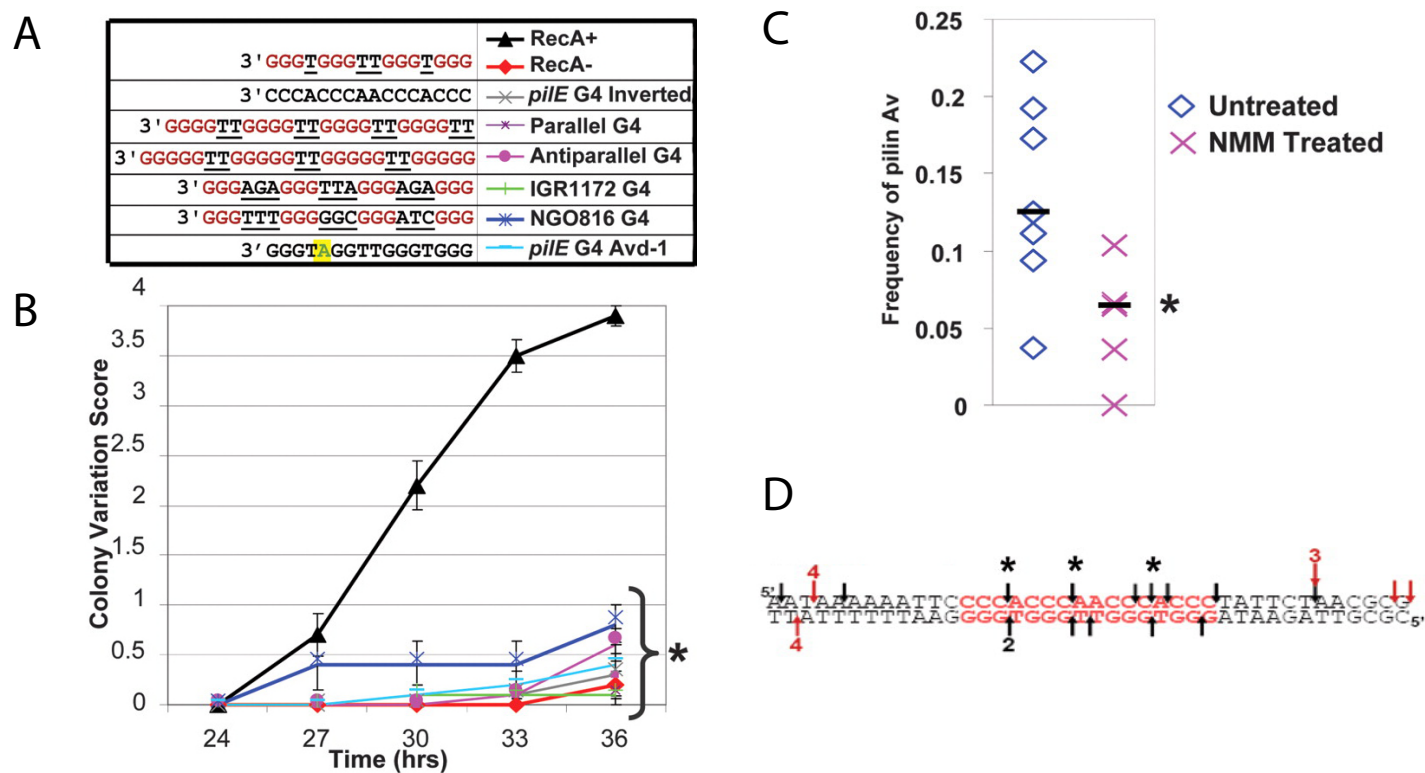 A
3'GGGTGGGTTGGGTGGG
RecA+
RecA-
3'CCCACCCAACCCACCC
pilE G4 Inverted
3'GGGGTTGGGGTTGGGGTTGGGGTT
Parallel G4
3'GGGGGTTGGGGGTTGGGGGTTGGGGG
Antiparallel G4
3'GGGAGAGGGTTAGGGAGAGGG
IGR1172 G4
3'GGGTTTGGGGGCGGGATCGGG
NGO816 G4
3'GGGTAGGTTGGGTGGG
pilE G4 Avd-1
B
Colony Variation Score
4
3.5
3
2.5
2
1.5
1
0.5
0
24 27 30 33 36
Time (hrs)
*
C
Frequency of pilin Av
0.25
0.2
0.15
0.1
0.05
0
Untreated
NMM Treated
*
D
* * * 3
4
5'AATAAAAAATTCCCCACCCAACCCACCCTATTCTAACGCG
TTATTTTTTAAGGGGTGGGTTGGGTGGGATAAGATTGCGC5'
4 2